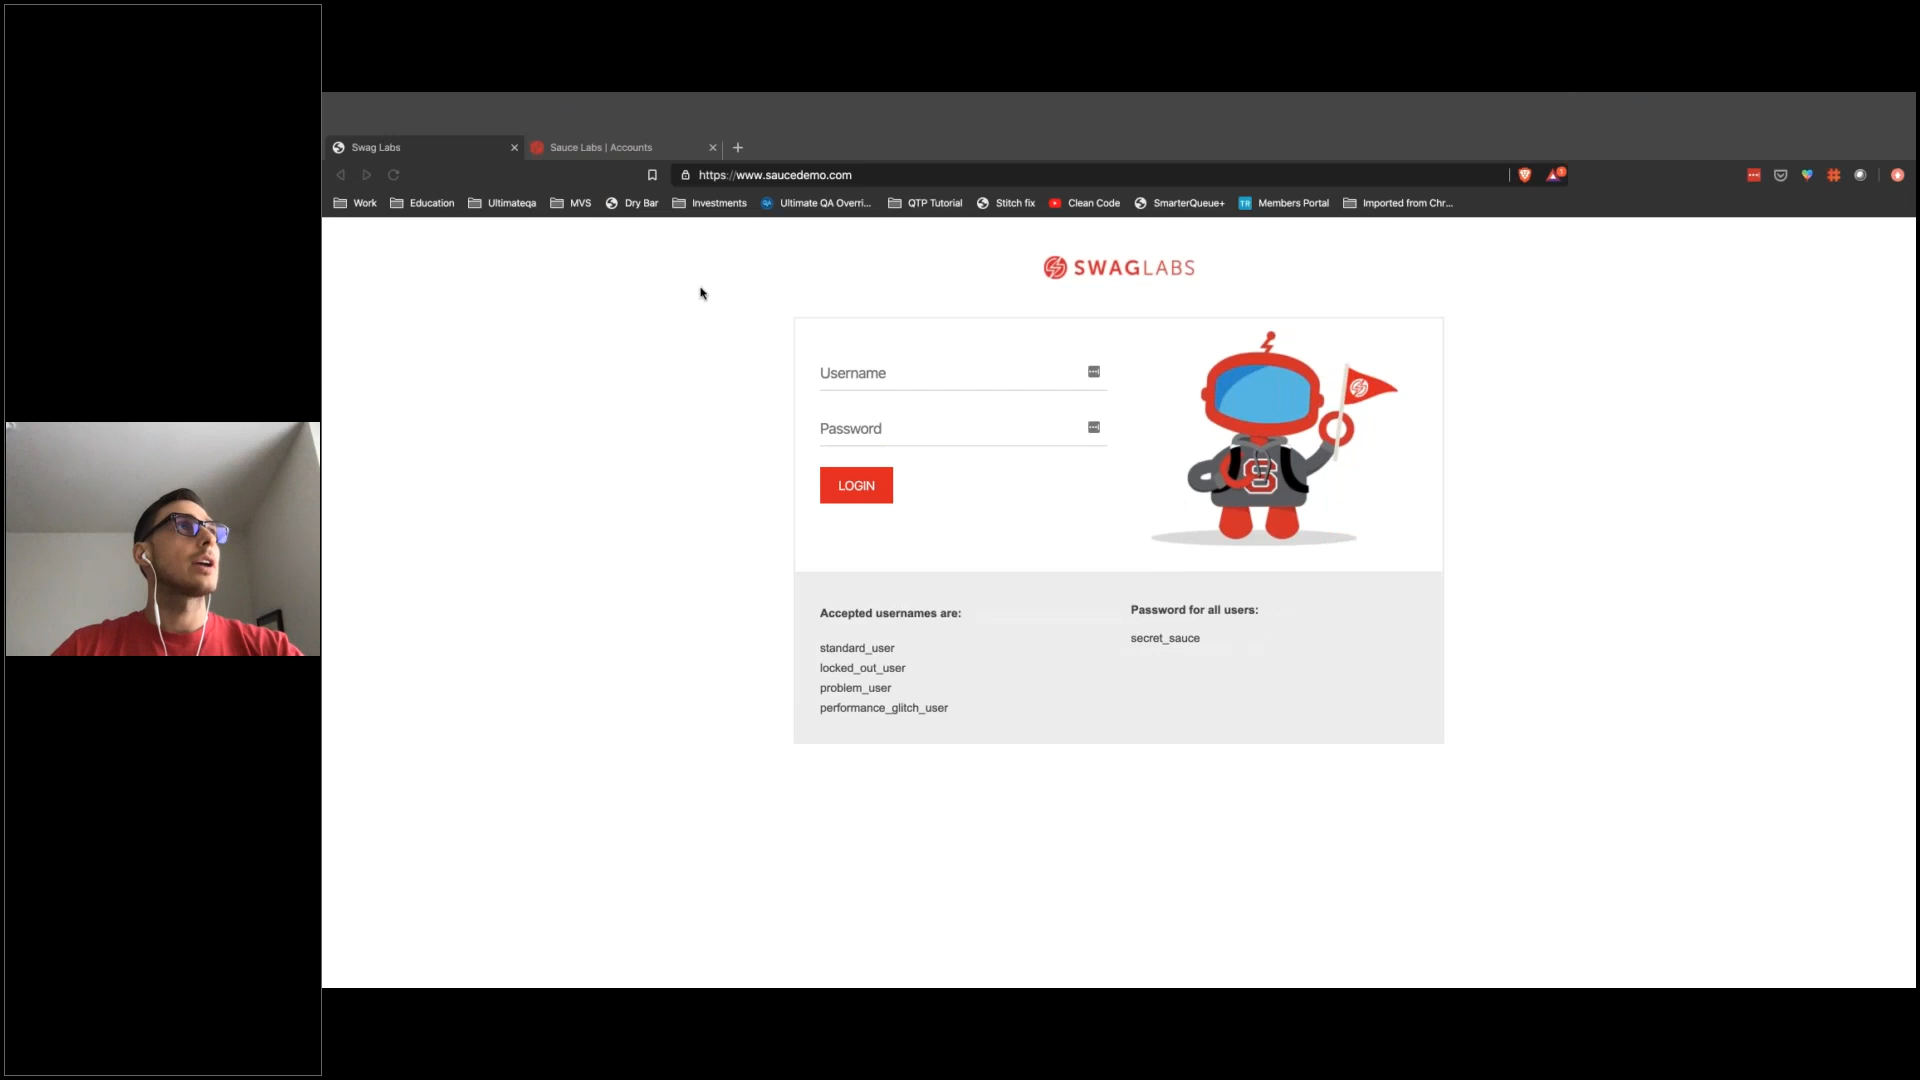 Swag Labs
Sauce Labs | Accounts
https://www.saucedemo.com
1
Work Education Ultimateqa MVS Dry Bar Investments Ultimate QA Overri... QTP Tutorial Stitch fix Clean Code SmarterQueue+ TR Members Portal Imported from Chr...
SWAGLABS
Username
Password
LOGIN
S
Accepted usernames are:
standard_user
locked_out_user
problem_user
performance_glitch_user
Password for all users:
secret_sauce